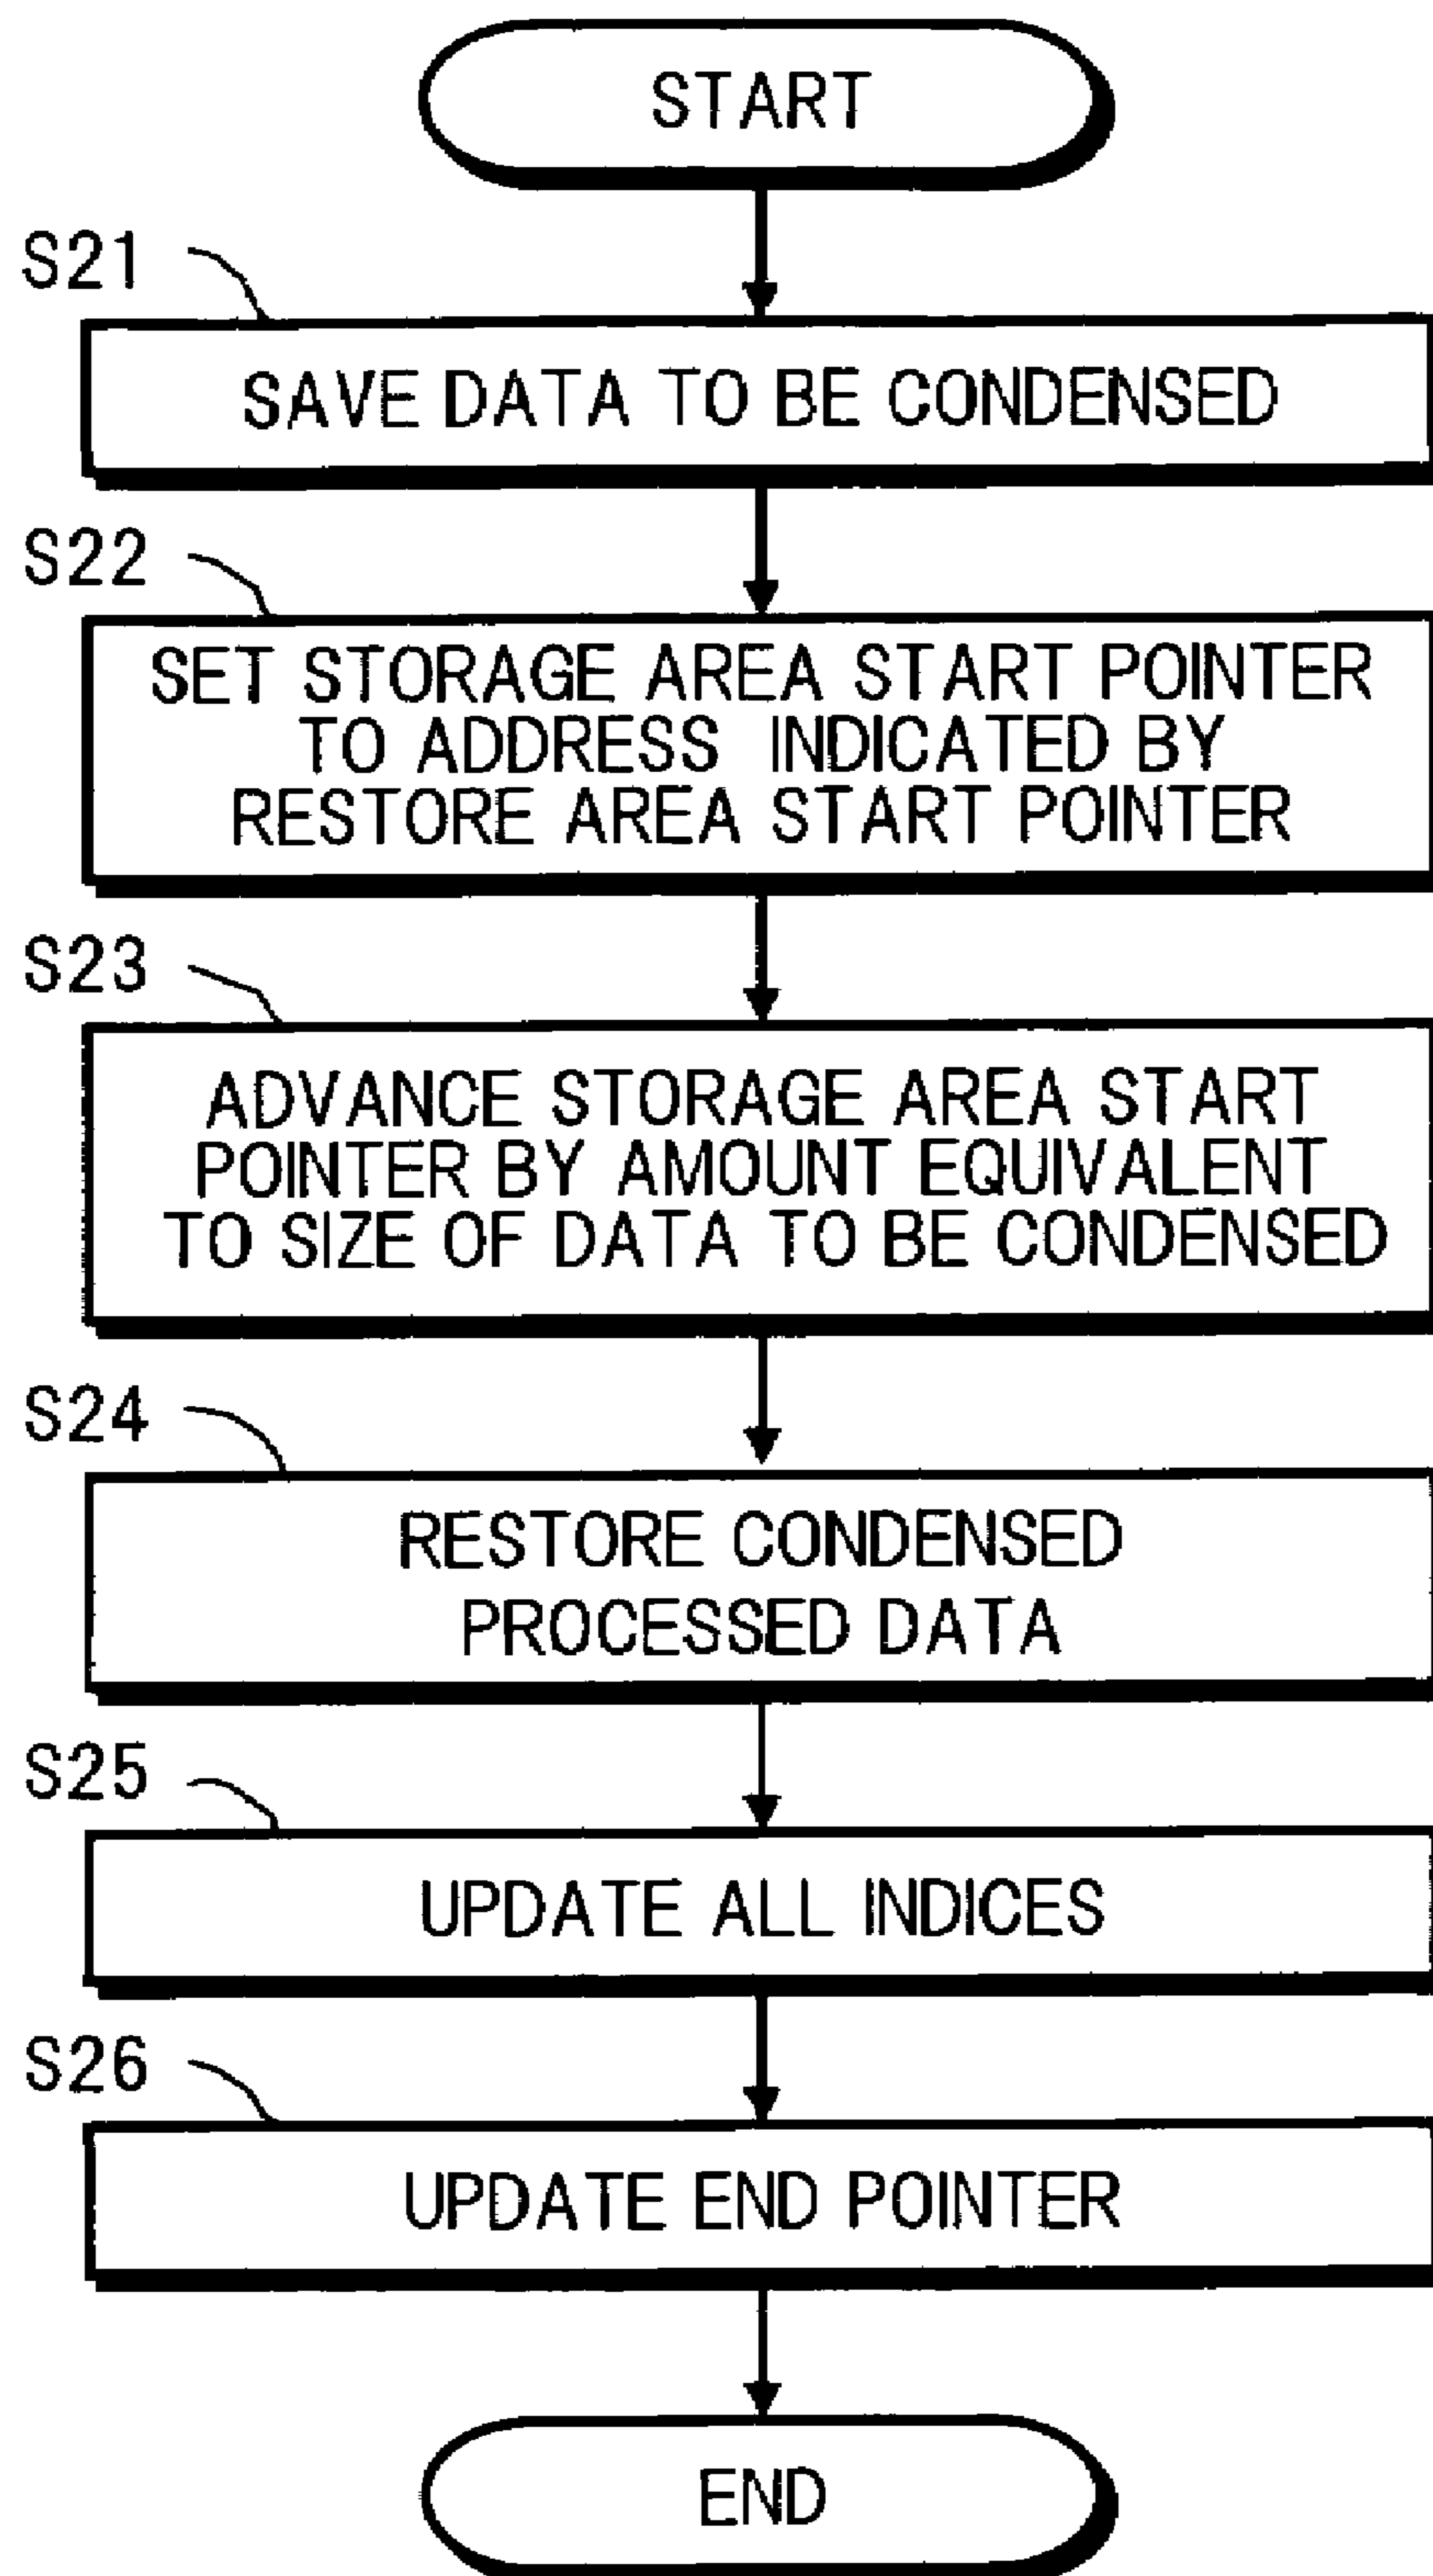 START
S21
SAVE DATA TO BE CONDENSED
S22
SET STORAGE AREA START POINTER
TO ADDRESS INDICATED BY
RESTORE AREA START POINTER
S23
ADVANCE STORAGE AREA START
POINTER BY AMOUNT EQUIVALENT
TO SIZE OF DATA TO BE CONDENSED
S24
RESTORE CONDENSED
PROCESSED DATA
S25
UPDATE ALL INDICES
S26
UPDATE END POINTER
END